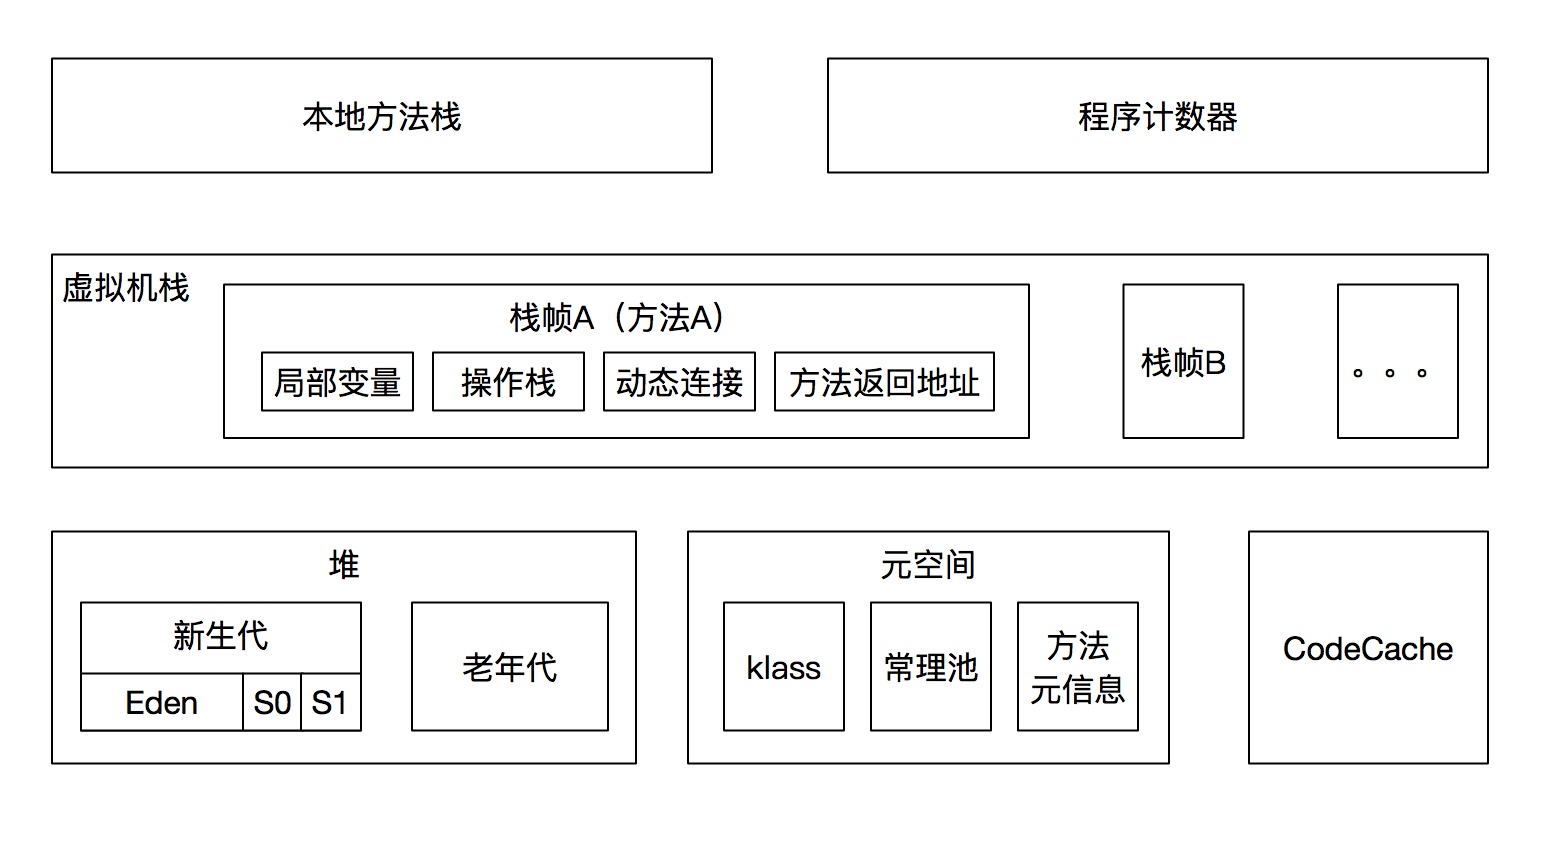 本地方法栈
程序计数器
虚拟机栈
栈帧A（方法A）
局部变量
操作栈
动态连接
方法返回地址
栈帧B
。。。
堆
新生代
Eden
S0
S1
老年代
元空间
klass
常理池
方法
元信息
CodeCache